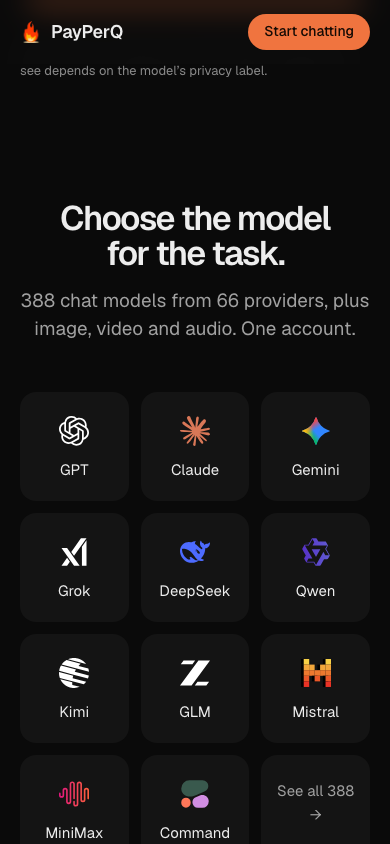 PayPerQ
Start chatting
see depends on the model's privacy label.
Choose the model
for the task.
388 chat models from 66 providers, plus
image, video and audio. One account.
GPT
Claude
Gemini
Grok
DeepSeek
Qwen
Kimi
GLM
Mistral
MiniMax
Command
See all 388
→